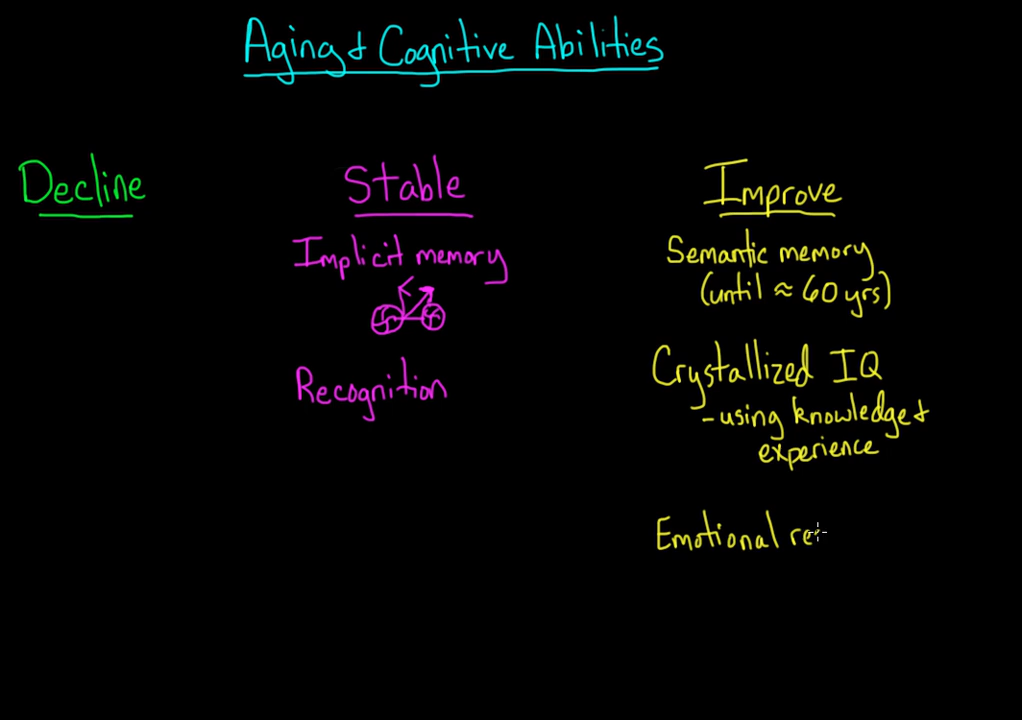 Aging & Cognitive Abilities
Decline
Stable
Implicit memory
Recognition
Improve
Semantic memory
(until ≈ 60 yrs)
Crystallized IQ
-using knowledge &
experience
Emotional re